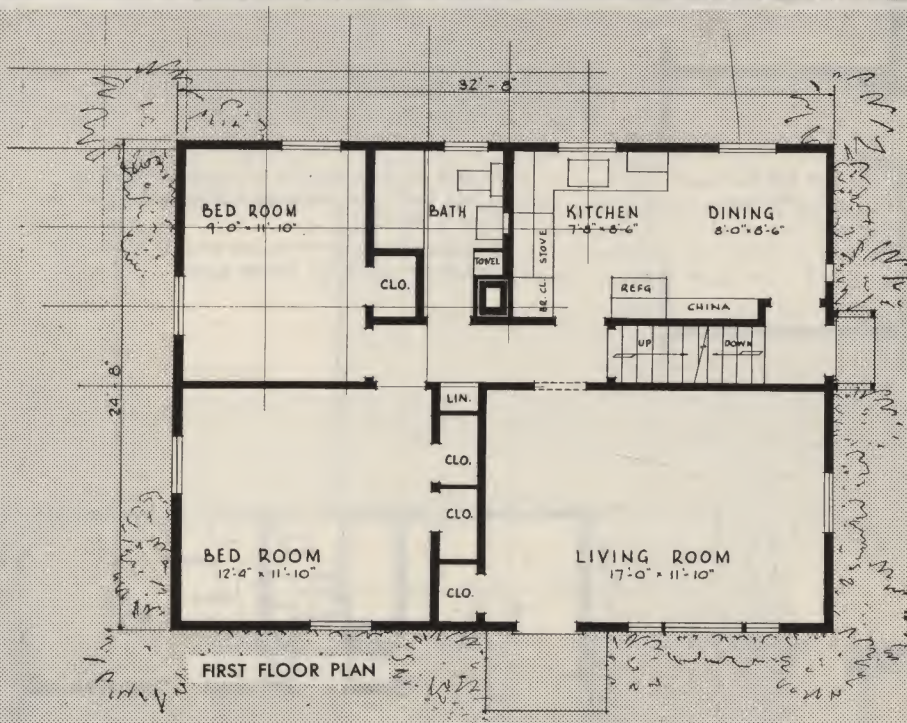 32'-8"
24'-8"
BED ROOM
9'-0" × 11'-10"
BATH
KITCHEN
7'-8" × 8'-6"
DINING
8'-0" × 8'-6"
TOWEL
STOVE
BR. CL.
CLO.
REFG
CHINA
UP
DOWN
LIN.
CLO.
CLO.
CLO.
BED ROOM
12'-4" × 11'-10"
LIVING ROOM
17'-0" × 11'-10"
FIRST FLOOR PLAN